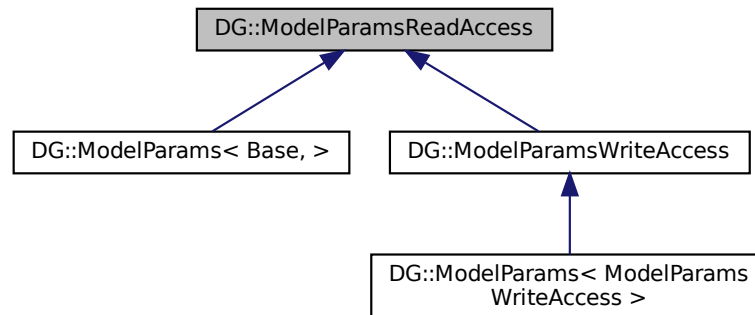 DG::ModelParamsReadAccess
DG::ModelParams< Base, >
DG::ModelParamsWriteAccess
DG::ModelParams< ModelParams
WriteAccess >